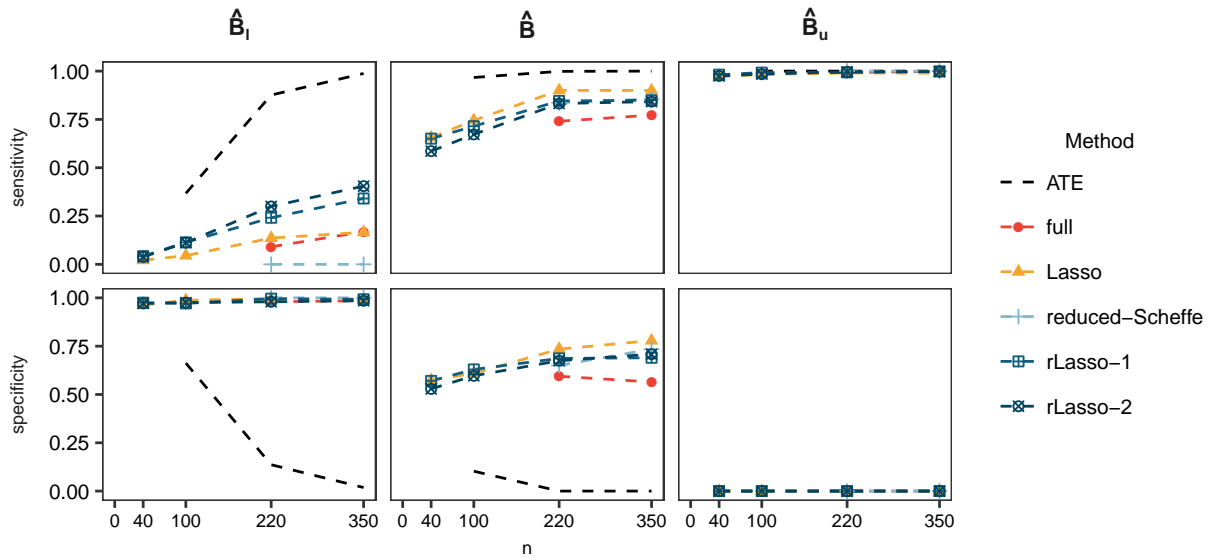 B̂ₗ B̂ B̂ᵤ
sensitivity
1.00
0.75
0.50
0.25
0.00
specificity
1.00
0.75
0.50
0.25
0.00
0 40 100 220 350 0 40 100 220 350 0 40 100 220 350
n
Method
ATE
full
Lasso
reduced−Scheffe
rLasso−1
rLasso−2